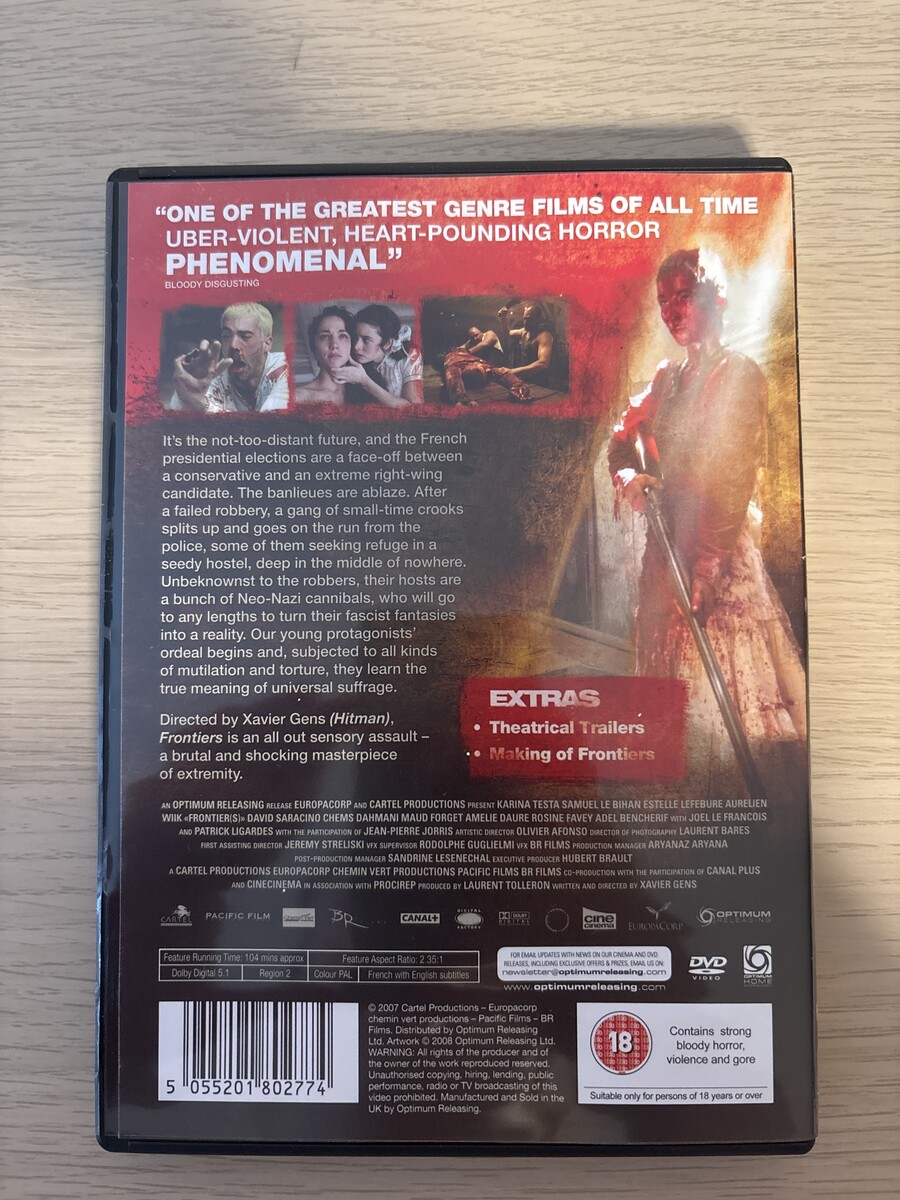 “ONE OF THE GREATEST GENRE FILMS OF ALL TIME
UBER-VIOLENT, HEART-POUNDING HORROR
PHENOMENAL”
BLOODY DISGUSTING
It's the not-too-distant future, and the French
presidential elections are a face-off between
a conservative and an extreme right-wing
candidate. The banlieues are ablaze. After
a failed robbery, a gang of small-time crooks
splits up and goes on the run from the
police, some of them seeking refuge in a
seedy hostel, deep in the middle of nowhere.
Unbeknownst to the robbers, their hosts are
a bunch of Neo-Nazi cannibals, who will go
to any lengths to turn their fascist fantasies
into a reality. Our young protagonists'
ordeal begins and, subjected to all kinds
of mutilation and torture, they learn the
true meaning of universal suffrage.
Directed by Xavier Gens (Hitman),
Frontiers is an all out sensory assault –
a brutal and shocking masterpiece
of extremity.
EXTRAS
• Theatrical Trailers
• Making of Frontiers
AN OPTIMUM RELEASING RELEASE EUROPACORP AND CARTEL PRODUCTIONS PRESENT KARINA TESTA SAMUEL LE BIHAN ESTELLE LEFEBURE AURELIEN
WIIK «FRONTIER(S)» DAVID SARACINO CHEMS DAHMANI MAUD FORGET AMELIE DAURE ROSINE FAVEY ADEL BENCHERIF WITH JOEL LE FRANCOIS
AND PATRICK LIGARDES WITH THE PARTICIPATION OF JEAN-PIERRE JORRIS ARTISTIC DIRECTOR OLIVIER AFONSO DIRECTOR OF PHOTOGRAPHY LAURENT BARES
FIRST ASSISTING DIRECTOR JEREMY STRELISKI VFX SUPERVISOR RODOLPHE GUGLIELMI VFX BR FILMS PRODUCTION MANAGER ARYANAZ ARYANA
POST-PRODUCTION MANAGER SANDRINE LESENECHAL EXECUTIVE PRODUCER HUBERT BRAULT
A CARTEL PRODUCTIONS EUROPACORP CHEMIN VERT PRODUCTIONS PACIFIC FILMS BR FILMS CO-PRODUCTION WITH THE PARTICIPATION OF CANAL PLUS
AND CINECINEMA IN ASSOCIATION WITH PROCIREP PRODUCED BY LAURENT TOLLERON WRITTEN AND DIRECTED BY XAVIER GENS
CARTEL PACIFIC FILM BR CANAL+ DIGITAL FACTORY DOLBY DIGITAL cine cinema EUROPACORP OPTIMUM RELEASING
Feature Running Time: 104 mins approx Feature Aspect Ratio: 2.35:1
Dolby Digital 5.1 Region 2 Colour PAL French with English subtitles
FOR EMAIL UPDATES WITH NEWS ON OUR CINEMA AND DVD
RELEASES, INCLUDING EXCLUSIVE OFFERS & PRIZES, EMAIL US ON:
newsletter@optimumreleasing.com
www.optimumreleasing.com
DVD VIDEO
OPTIMUM HOME
5 055201 802774
© 2007 Cartel Productions – Europacorp
chemin vert productions – Pacific Films – BR
Films. Distributed by Optimum Releasing
Ltd. Artwork © 2008 Optimum Releasing Ltd.
WARNING: All rights of the producer and of
the owner of the work reproduced reserved.
Unauthorised copying, hiring, lending, public
performance, radio or TV broadcasting of this
video prohibited. Manufactured and Sold in the
UK by Optimum Releasing.
18
Contains strong
bloody horror,
violence and gore
Suitable only for persons of 18 years or over